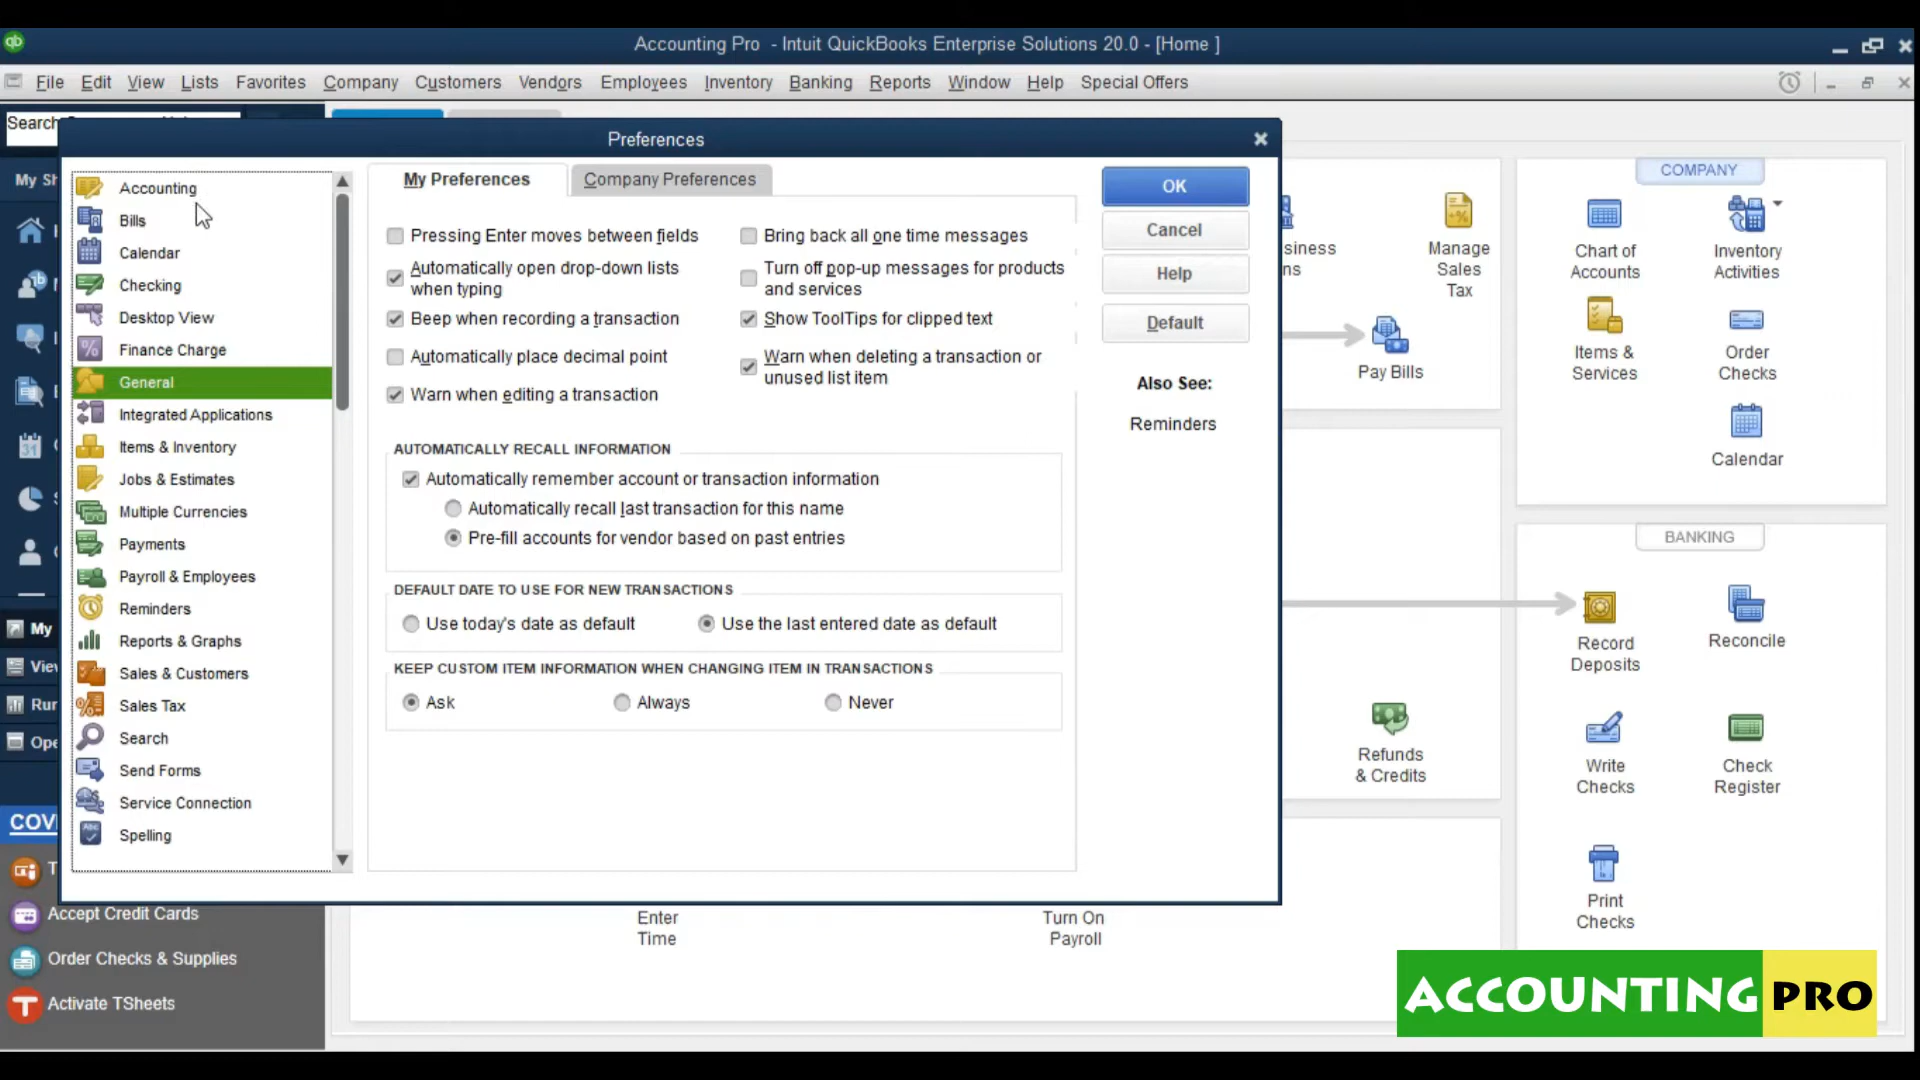 Accounting Pro - Intuit QuickBooks Enterprise Solutions 20.0 - [Home ]
File Edit View Lists Favorites Company Customers Vendors Employees Inventory Banking Reports Window Help Special Offers
Search
Preferences
My Preferences
Company Preferences
Accounting
Bills
Calendar
Checking
Desktop View
Finance Charge
General
Integrated Applications
Items & Inventory
Jobs & Estimates
Multiple Currencies
Payments
Payroll & Employees
Reminders
Reports & Graphs
Sales & Customers
Sales Tax
Search
Send Forms
Service Connection
Spelling
Pressing Enter moves between fields
Automatically open drop-down lists
when typing
Beep when recording a transaction
Automatically place decimal point
Warn when editing a transaction
Bring back all one time messages
Turn off pop-up messages for products
and services
Show ToolTips for clipped text
Warn when deleting a transaction or
unused list item
AUTOMATICALLY RECALL INFORMATION
Automatically remember account or transaction information
Automatically recall last transaction for this name
Pre-fill accounts for vendor based on past entries
DEFAULT DATE TO USE FOR NEW TRANSACTIONS
Use today's date as default
Use the last entered date as default
KEEP CUSTOM ITEM INFORMATION WHEN CHANGING ITEM IN TRANSACTIONS
Ask
Always
Never
OK
Cancel
Help
Default
Also See:
Reminders
My
Accept Credit Cards
Order Checks & Supplies
Activate TSheets
Enter
Time
Turn On
Payroll
Manage
Sales
Tax
Pay Bills
Refunds
& Credits
COMPANY
Chart of
Accounts
Inventory
Activities
Items &
Services
Order
Checks
Calendar
BANKING
Record
Deposits
Reconcile
Write
Checks
Check
Register
Print
Checks
ACCOUNTING PRO